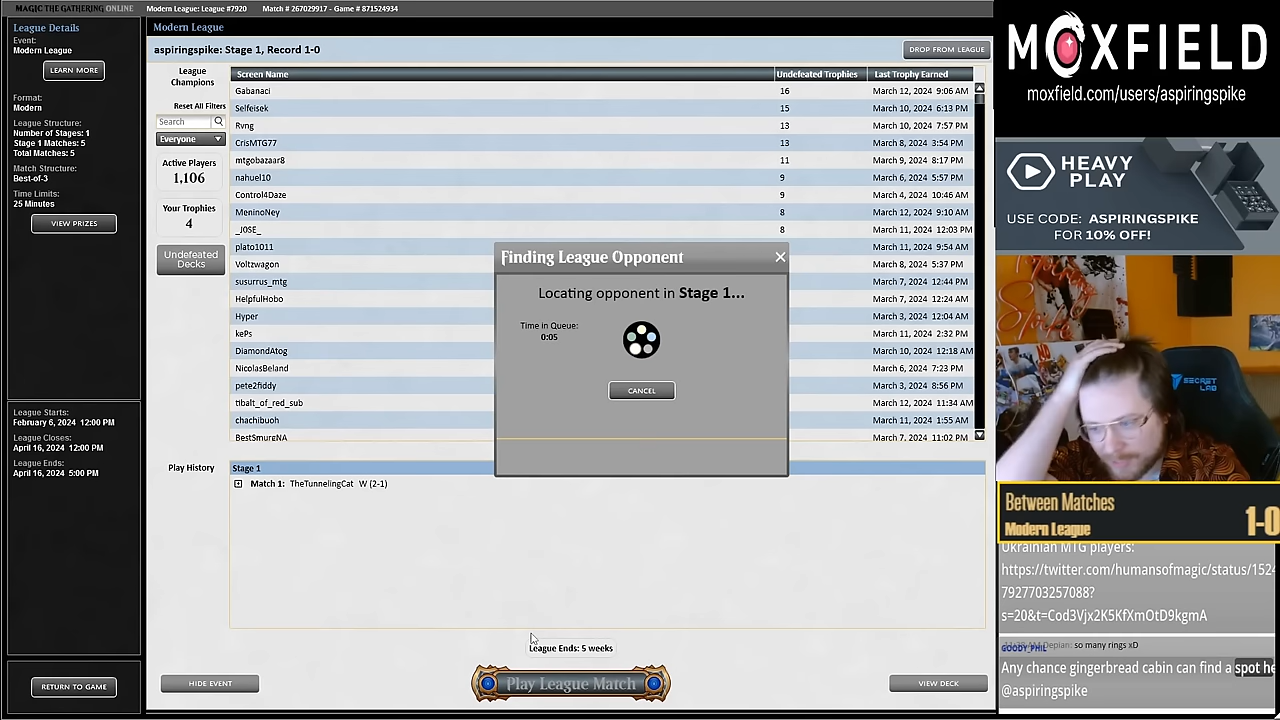 MAGIC THE GATHERING ONLINE
Modern League: League #7920
Match # 267029917 - Game # 871524934
League Details
Event:
Modern League
LEARN MORE
Format:
Modern
League Structure:
Number of Stages: 1
Stage 1 Matches: 5
Total Matches: 5
Match Structure:
Best-of-3
Time Limits:
25 Minutes
VIEW PRIZES
League Starts:
February 6, 2024 12:00 PM
League Closes:
April 16, 2024 12:00 PM
League Ends:
April 16, 2024 5:00 PM
RETURN TO GAME
Modern League
aspiringspike: Stage 1, Record 1-0
DROP FROM LEAGUE
League
Champions
Reset All Filters
Search
Everyone
Active Players
1,106
Your Trophies
4
Undefeated
Decks
Screen Name Undefeated Trophies Last Trophy Earned
Gabanaci 16 March 12, 2024 9:06 AM
Selfeisek 15 March 10, 2024 6:13 PM
Rvng 13 March 10, 2024 7:57 PM
CrisMTG77 13 March 8, 2024 3:54 PM
mtgobazaar8 11 March 9, 2024 8:17 PM
nahuel10 9 March 6, 2024 5:57 PM
Control4Daze 9 March 4, 2024 10:46 AM
MeninoNey 8 March 12, 2024 9:10 AM
_J0SE_ 8 March 11, 2024 12:03 PM
plato1011 March 11, 2024 9:54 AM
Voltzwagon March 8, 2024 5:37 PM
susurrus_mtg March 7, 2024 12:44 PM
HelpfulHobo March 7, 2024 12:24 AM
Hyper March 3, 2024 12:04 AM
kePs March 11, 2024 2:32 PM
DiamondAtog March 10, 2024 12:18 AM
NicolasBeland March 6, 2024 7:23 PM
pete2fiddy March 3, 2024 8:56 PM
tibalt_of_red_sub March 12, 2024 11:34 AM
chachibuoh March 11, 2024 1:55 AM
BestSmurgNA March 7, 2024 11:02 PM
Finding League Opponent
Locating opponent in Stage 1...
Time in Queue:
0:05
CANCEL
Play History
Stage 1
Match 1: TheTunnelingCat W (2-1)
League Ends: 5 weeks
HIDE EVENT
Play League Match
VIEW DECK
MOXFIELD
moxfield.com/users/aspiringspike
HEAVY
PLAY
USE CODE: ASPIRINGSPIKE
FOR 10% OFF!
SECRET
LAB
Between Matches
Modern League
1-0
Ukrainian MTG players:
https://twitter.com/humansofmagic/status/1524
7927703257088?
s=20&t=Cod3Vjx2K5KfXmOtD9kgmA
Depian: so many rings xD
GOODY_PHIL
Any chance gingerbread cabin can find a spot he
@aspiringspike